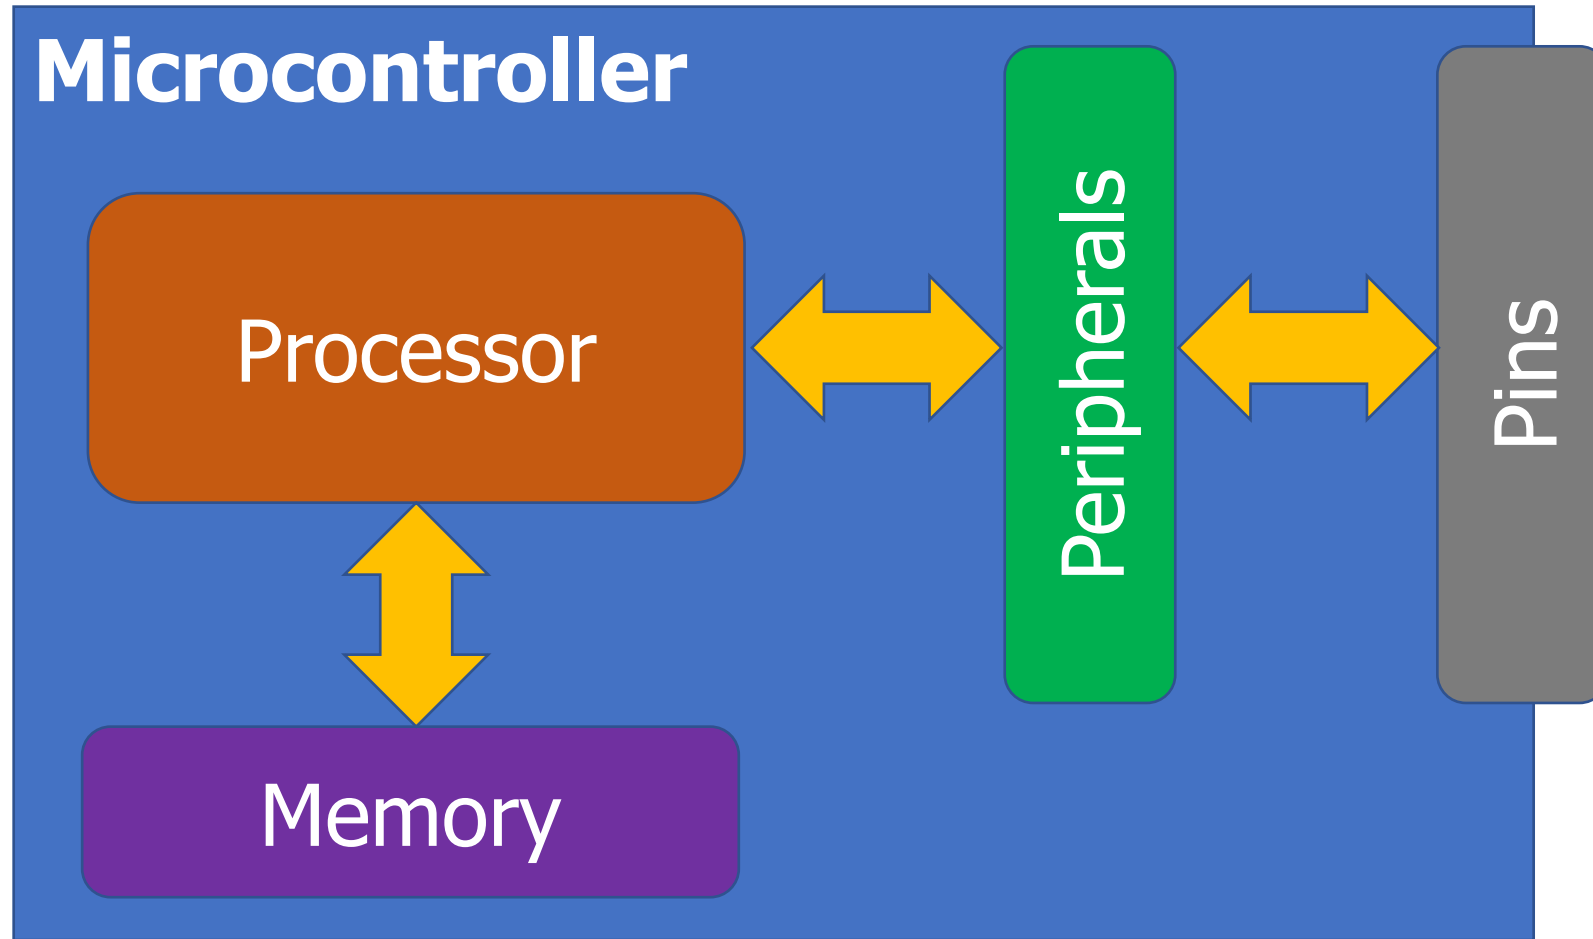 Microcontroller
Processor
Peripherals
Pins
Memory